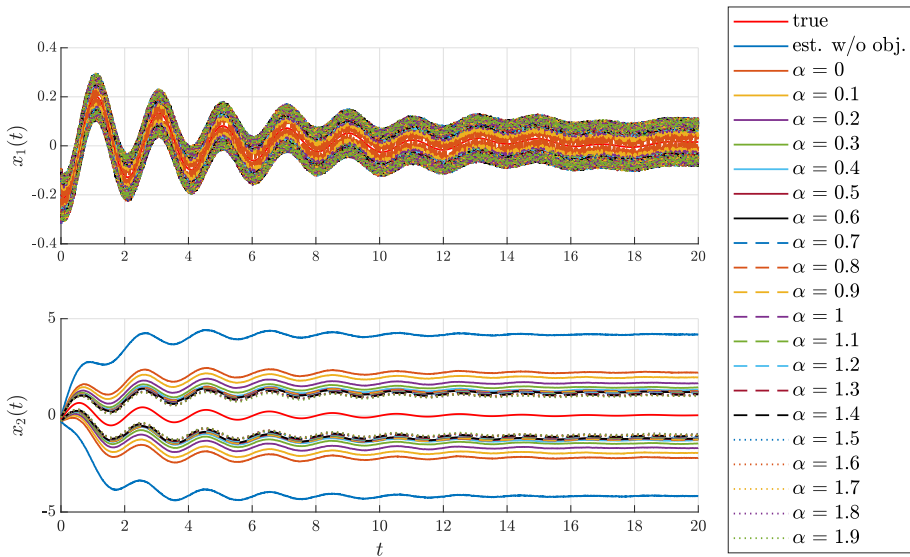 0.4
0.2
0
-0.2
-0.4
x₁(t)
0 2 4 6 8 10 12 14 16 18 20
5
0
-5
x₂(t)
0 2 4 6 8 10 12 14 16 18 20
t
true
est. w/o obj.
α = 0
α = 0.1
α = 0.2
α = 0.3
α = 0.4
α = 0.5
α = 0.6
α = 0.7
α = 0.8
α = 0.9
α = 1
α = 1.1
α = 1.2
α = 1.3
α = 1.4
α = 1.5
α = 1.6
α = 1.7
α = 1.8
α = 1.9